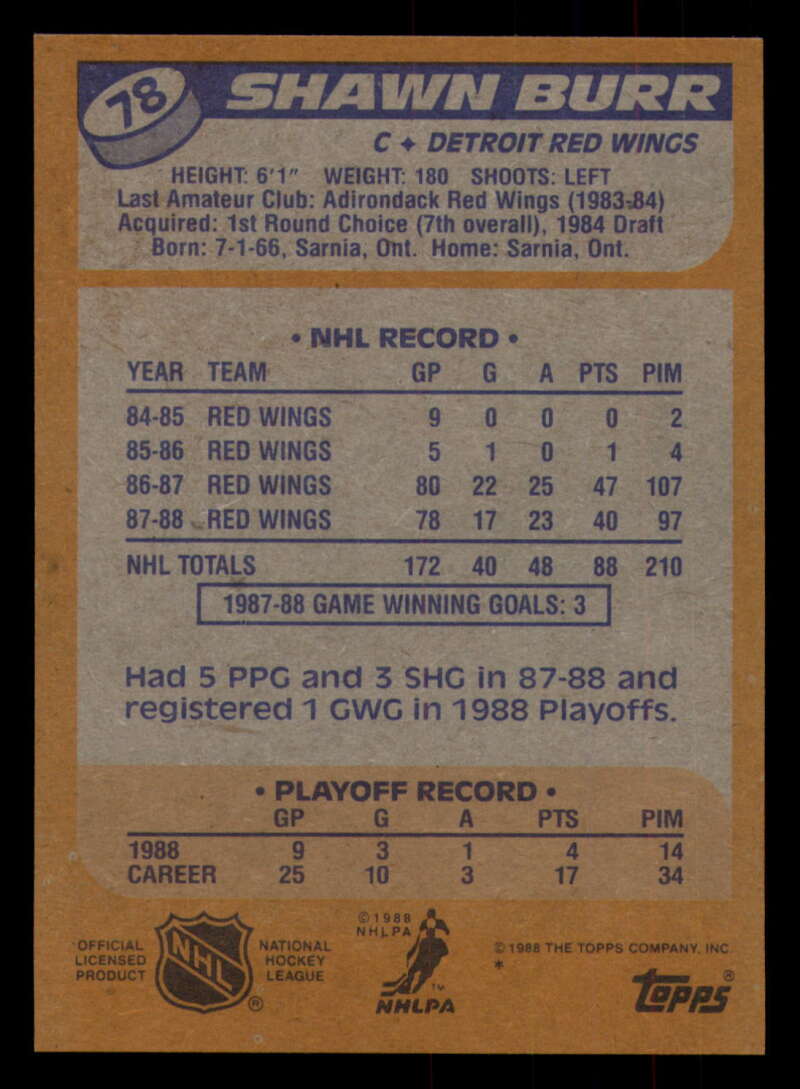 78
SHAWN BURR
C ✦ DETROIT RED WINGS
HEIGHT: 6'1" WEIGHT: 180 SHOOTS: LEFT
Last Amateur Club: Adirondack Red Wings (1983-84)
Acquired: 1st Round Choice (7th overall), 1984 Draft
Born: 7-1-66, Sarnia, Ont. Home: Sarnia, Ont.
• NHL RECORD •
YEAR TEAM GP G A PTS PIM
84-85 RED WINGS 9 0 0 0 2
85-86 RED WINGS 5 1 0 1 4
86-87 RED WINGS 80 22 25 47 107
87-88 RED WINGS 78 17 23 40 97
NHL TOTALS 172 40 48 88 210
1987-88 GAME WINNING GOALS: 3
Had 5 PPG and 3 SHG in 87-88 and
registered 1 GWG in 1988 Playoffs.
• PLAYOFF RECORD •
GP G A PTS PIM
1988 9 3 1 4 14
CAREER 25 10 3 17 34
OFFICIAL
LICENSED
PRODUCT
NHL
®
NATIONAL
HOCKEY
LEAGUE
©1988
NHLPA
TM
NHLPA
©1988 THE TOPPS COMPANY, INC.
*
topps®